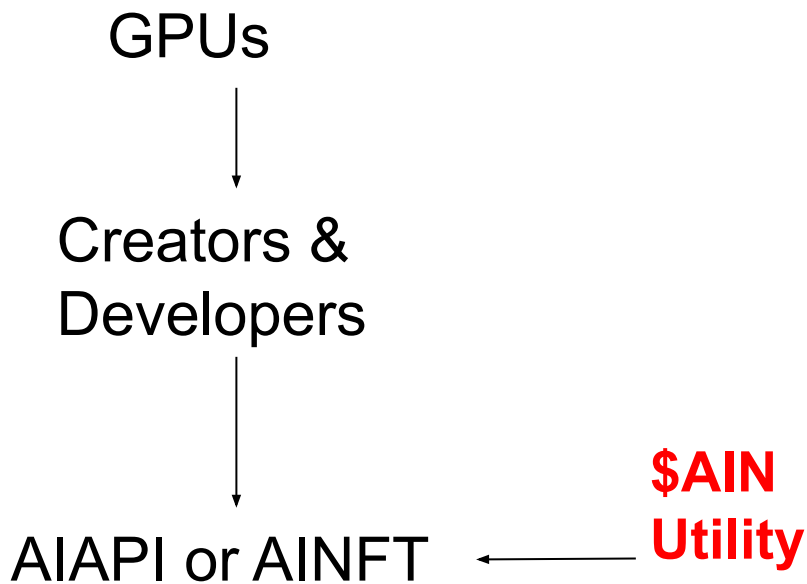 GPUs
Creators &
Developers
$AIN
Utility
AIAPI or AINFT